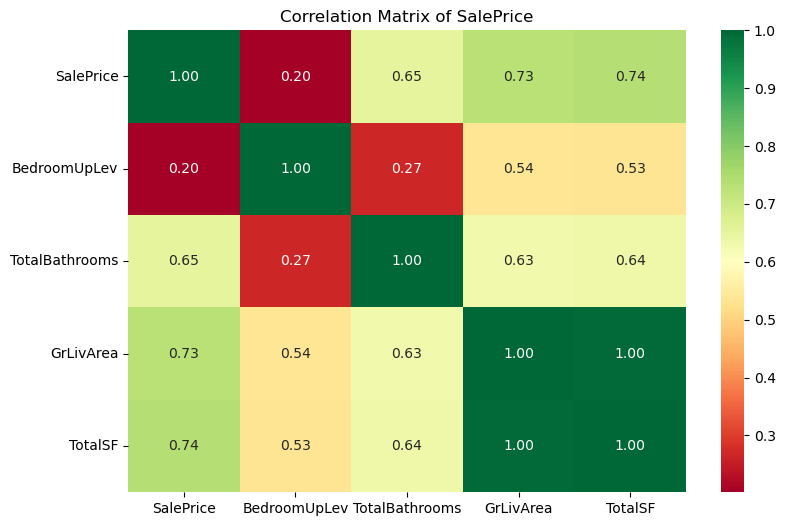 Correlation Matrix of SalePrice
SalePrice 1.00 0.20 0.65 0.73 0.74
BedroomUpLev 0.20 1.00 0.27 0.54 0.53
TotalBathrooms 0.65 0.27 1.00 0.63 0.64
GrLivArea 0.73 0.54 0.63 1.00 1.00
TotalSF 0.74 0.53 0.64 1.00 1.00
SalePrice BedroomUpLev TotalBathrooms GrLivArea TotalSF
1.0
0.9
0.8
0.7
0.6
0.5
0.4
0.3